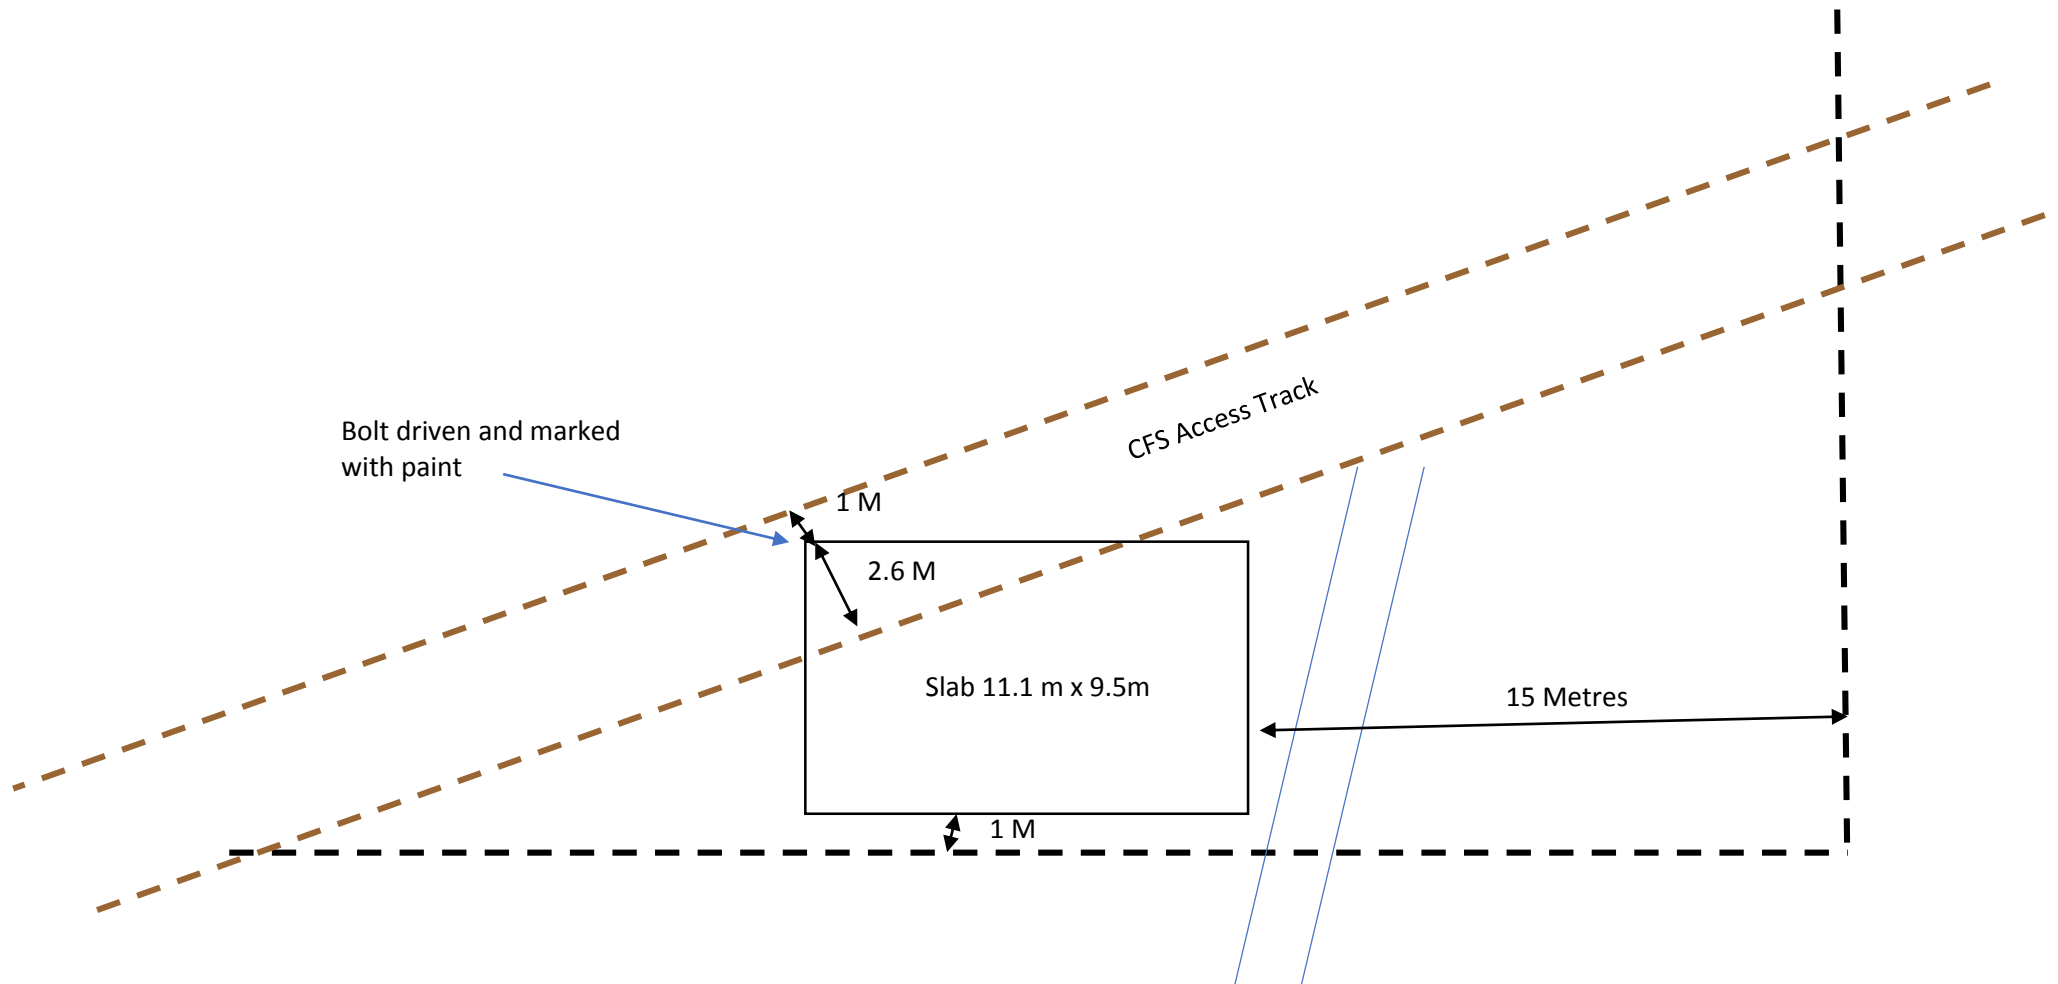 CFS Access Track
Bolt driven and marked
with paint
1 M
2.6 M
Slab 11.1 m x 9.5m
15 Metres
1 M